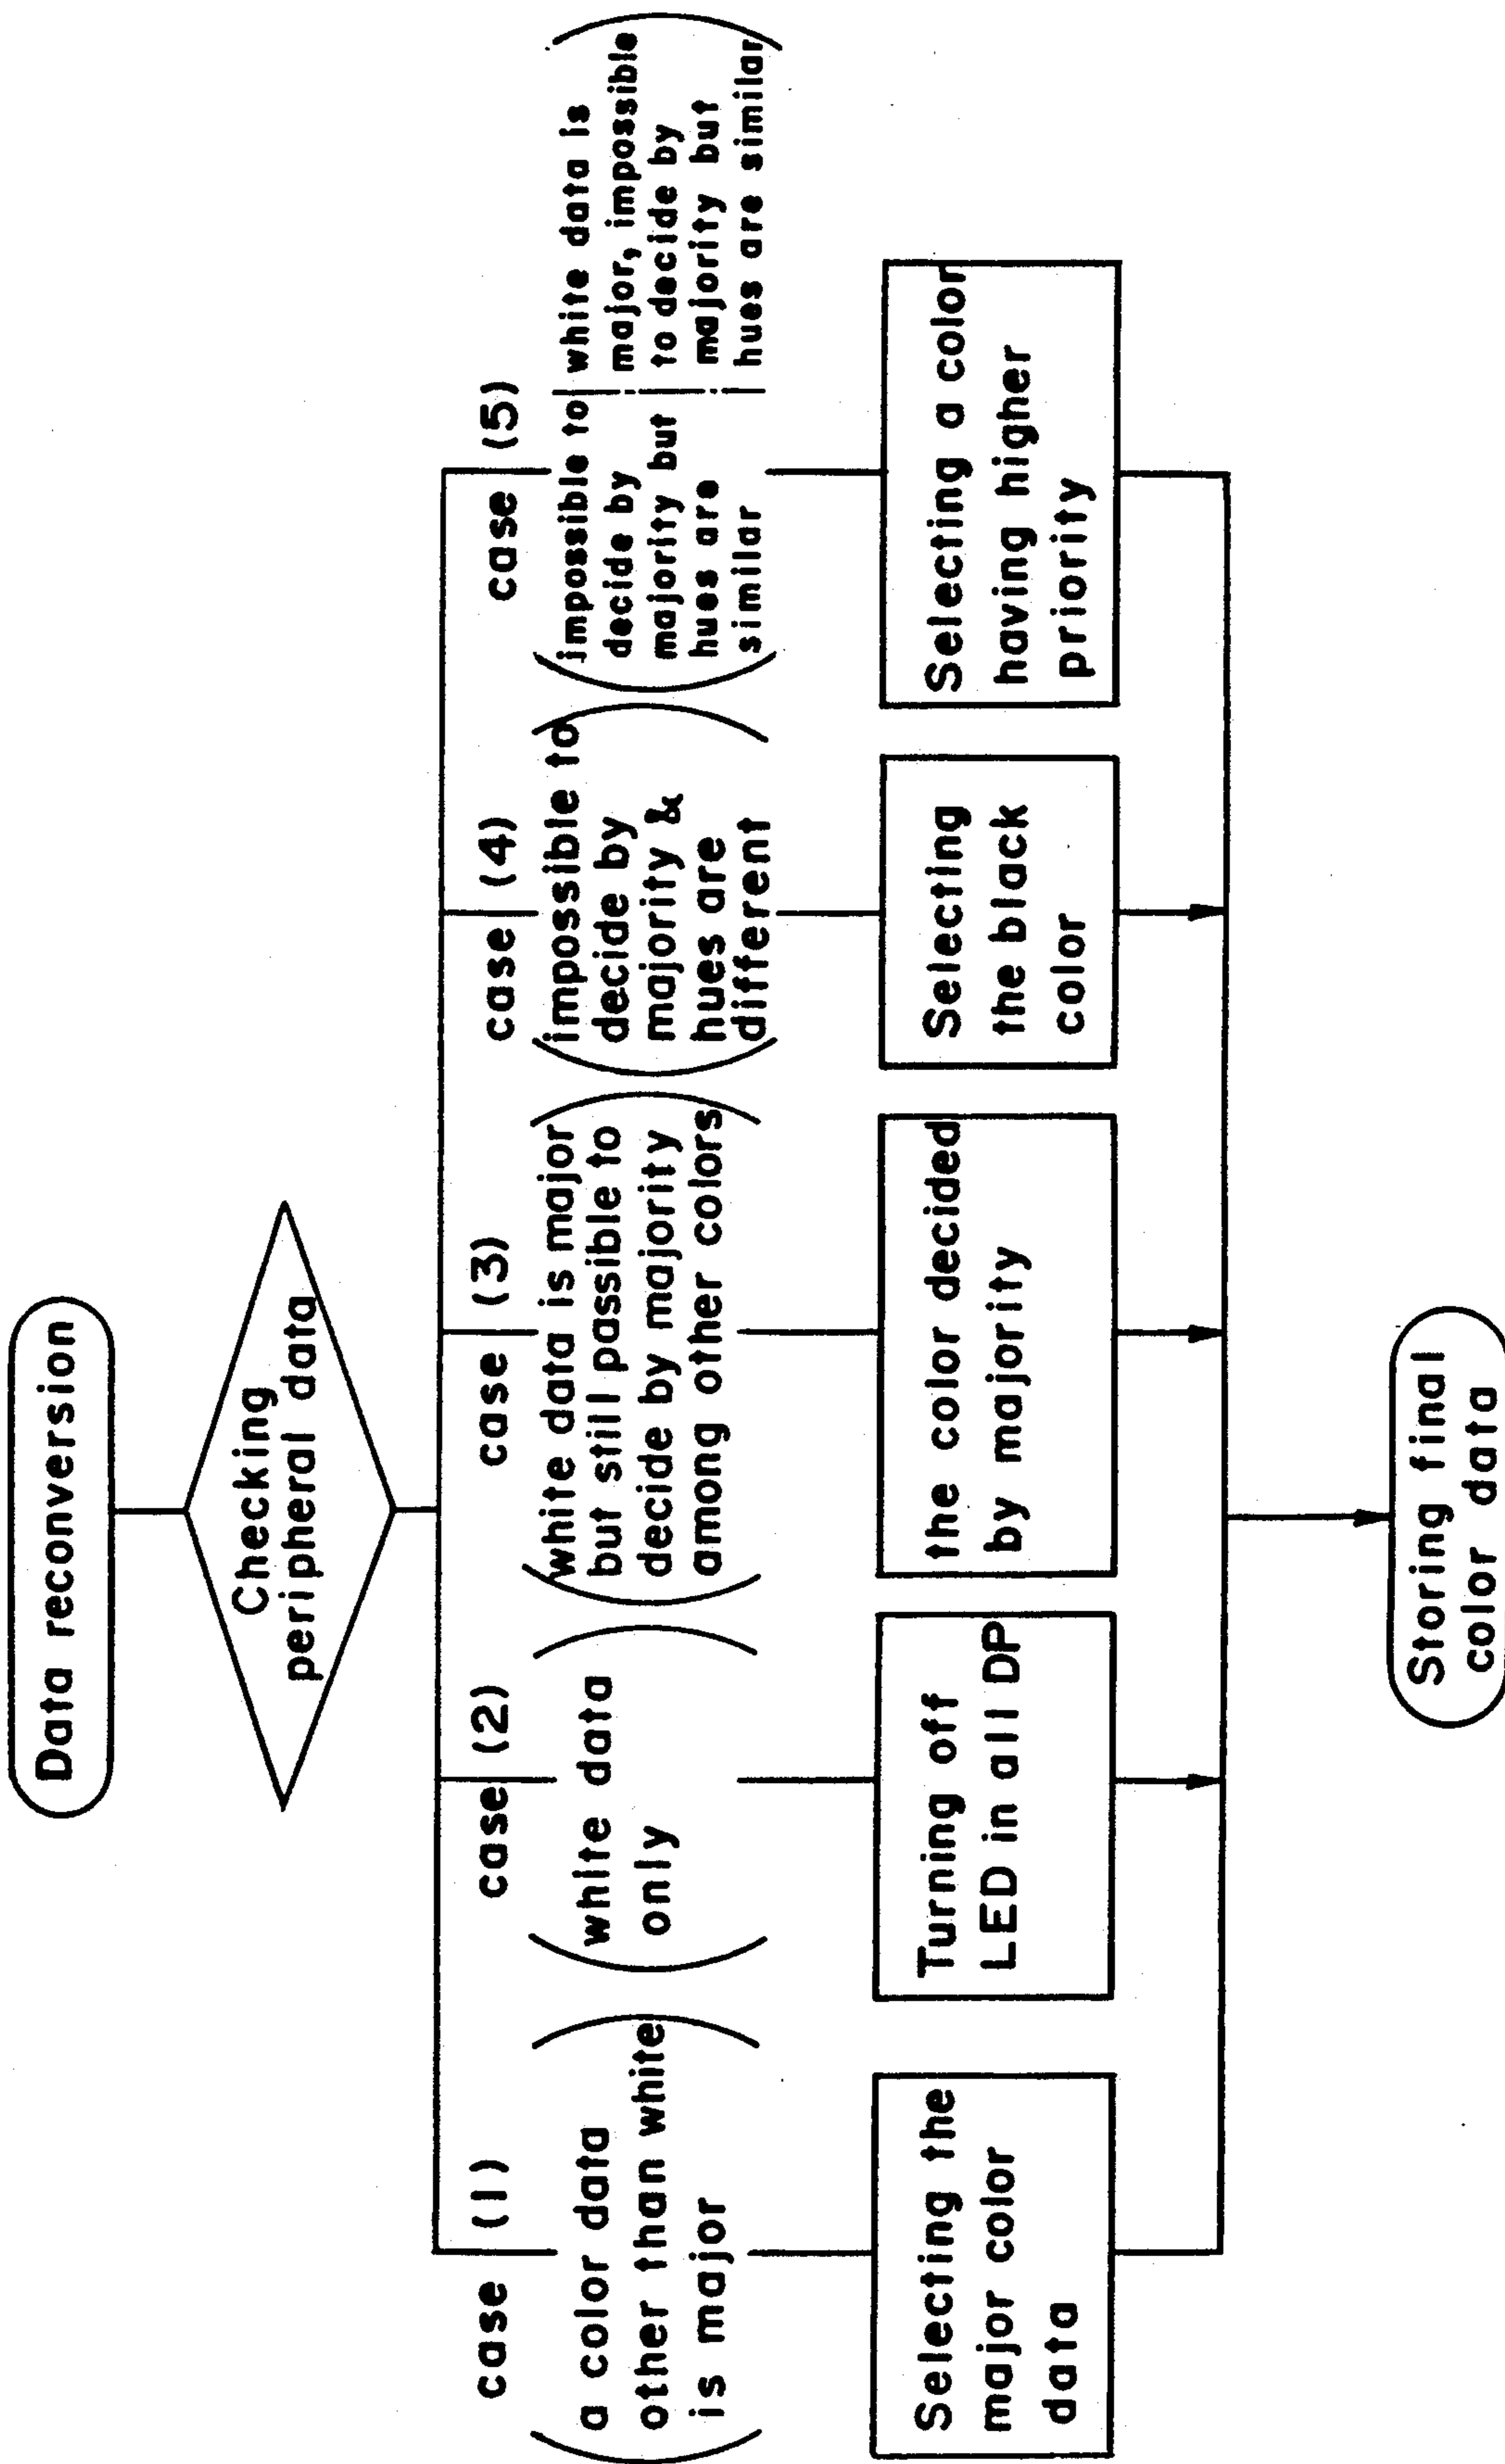 Data reconversion
Checking
peripheral data
case (1)
a color data
other than white
is major
Selecting the
major color
data
case (2)
white data
only
Turning off
LED in all DP
case (3)
white data is major
but still passible to
decide by majority
among other colors
the color decided
by majority
case (4)
impossible to
decide by
majority &
hues are
different
Selecting
the black
color
case (5)
impossible to
decide by
majority but
hues are
similar
white data is
major, impossible
to decide by
majority but
hues are similar
Selecting a color
having higher
priority
Storing final
color data